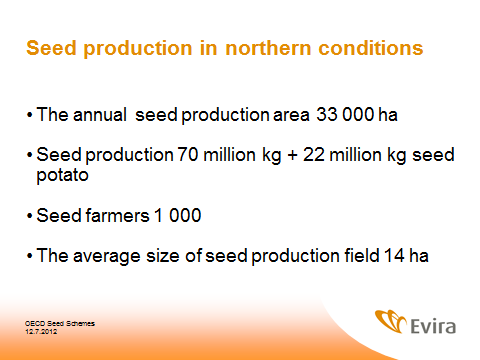 Seed production in northern conditions
• The annual seed production area 33 000 ha
• Seed production 70 million kg + 22 million kg seed
potato
• Seed farmers 1 000
• The average size of seed production field 14 ha
OECD Seed Schemes
12.7.2012
Evira